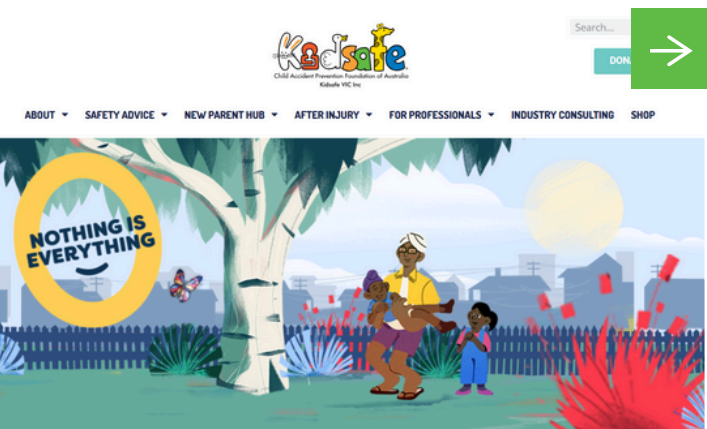 Kidsafe
Child Accident Prevention Foundation of Australia
Kidsafe VIC Inc
Search...
DON
ABOUT
SAFETY ADVICE
NEW PARENT HUB
AFTER INJURY
FOR PROFESSIONALS
INDUSTRY CONSULTING
SHOP
NOTHING IS
EVERYTHING